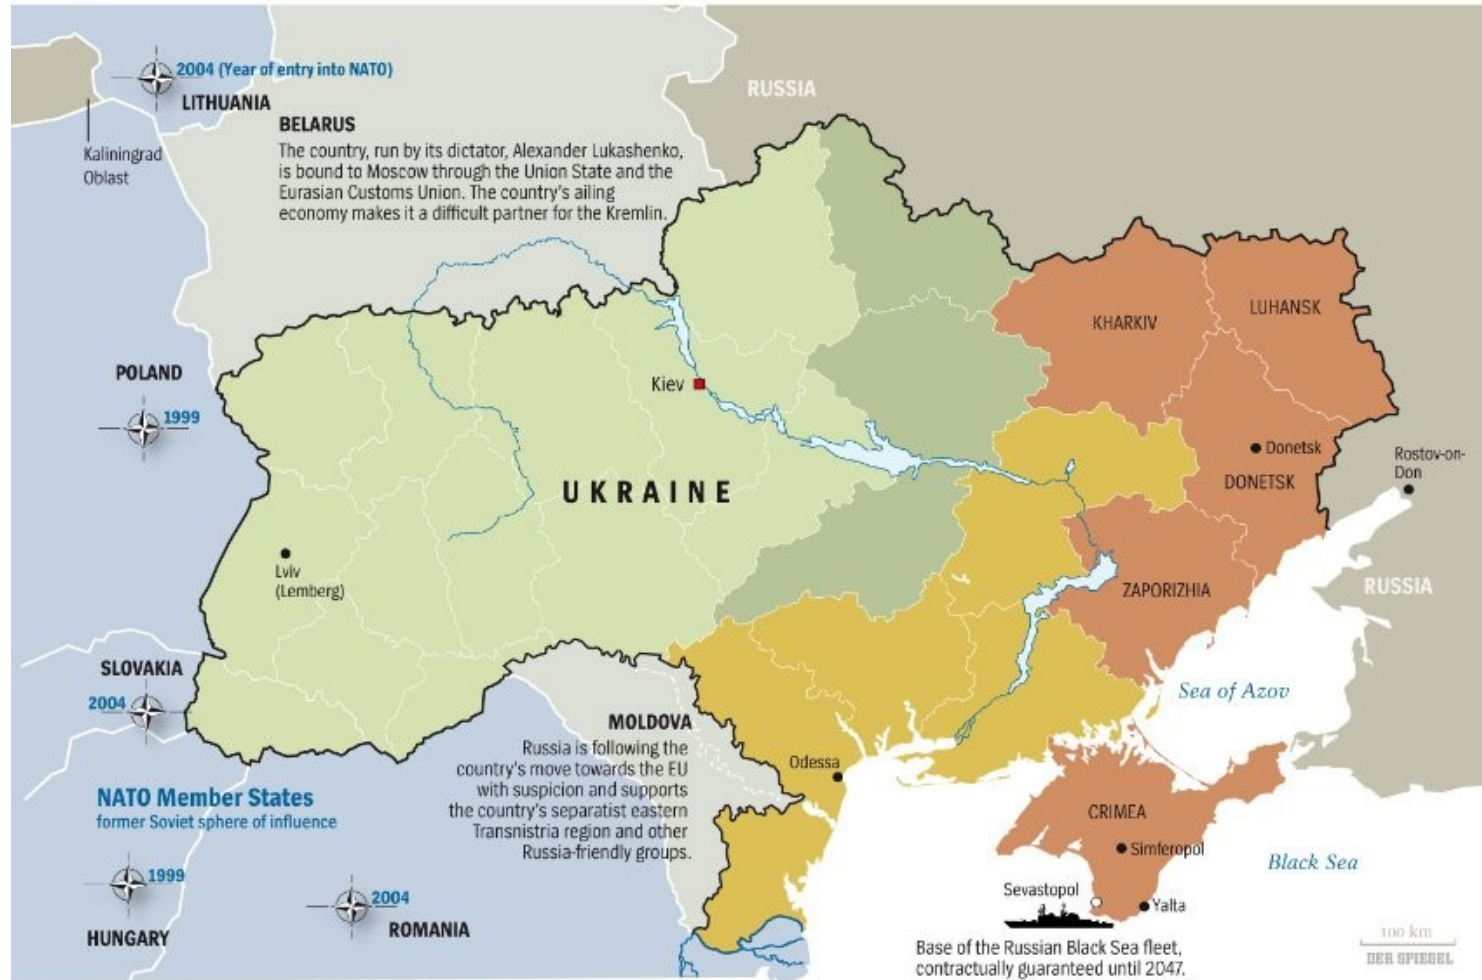 2004 (Year of entry into NATO)
LITHUANIA
RUSSIA
BELARUS
The country, run by its dictator, Alexander Lukashenko,
is bound to Moscow through the Union State and the
Eurasian Customs Union. The country's ailing
economy makes it a difficult partner for the Kremlin.
Kaliningrad
Oblast
KHARKIV
LUHANSK
POLAND
1999
Kiev
UKRAINE
Donetsk
DONETSK
Rostov-on-
Don
Lviv
(Lemberg)
ZAPORIZHIA
RUSSIA
SLOVAKIA
2004
Sea of Azov
MOLDOVA
Russia is following the
country's move towards the EU
with suspicion and supports
the country's separatist eastern
Transnistria region and other
Russia-friendly groups.
Odessa
NATO Member States
former Soviet sphere of influence
CRIMEA
Simferopol
Black Sea
1999
HUNGARY
2004
ROMANIA
Sevastopol
Yalta
Base of the Russian Black Sea fleet,
contractually guaranteed until 2047.
100 km
DER SPIEGEL